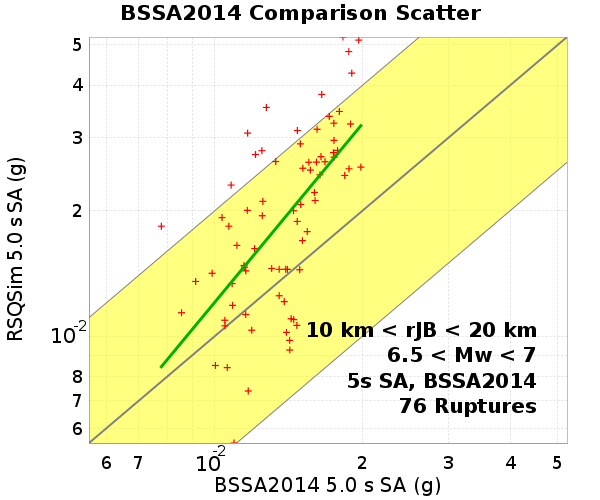 BSSA2014 Comparison Scatter
RSQSim 5.0 s SA (g)
5
4
3
2
10-2
8
7
6
10 km < rJB < 20 km
6.5 < Mw < 7
5s SA, BSSA2014
76 Ruptures
6 7 10-2 2 3 4 5
BSSA2014 5.0 s SA (g)